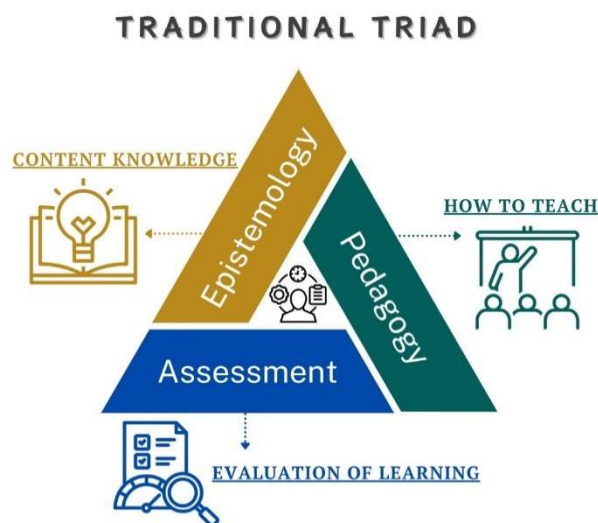 TRADITIONAL TRIAD
CONTENT KNOWLEDGE
Epistemology
HOW TO TEACH
Pedagogy
Assessment
EVALUATION OF LEARNING